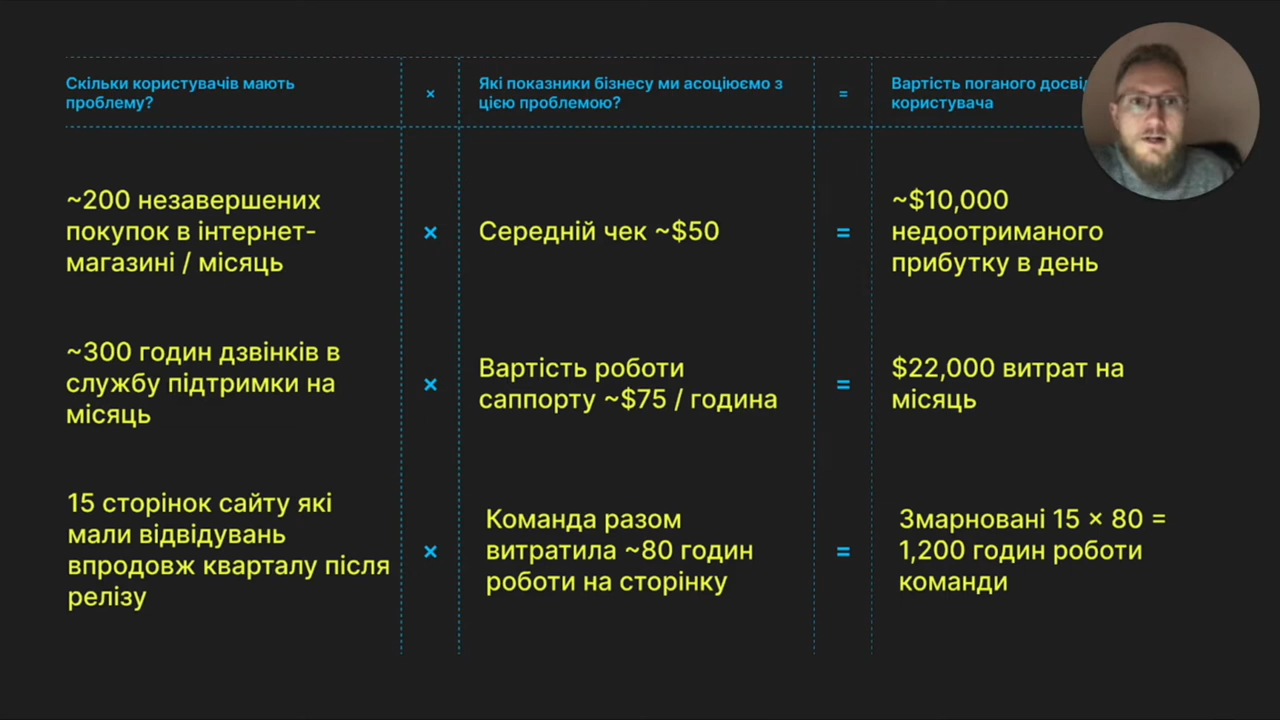 Скільки користувачів мають
проблему?
×
Які показники бізнесу ми асоціюємо з
цією проблемою?
=
Вартість поганого
користувача
~200 незавершених
покупок в інтернет-
магазині / місяць
×
Середній чек ~$50
=
~$10,000
недоотриманого
прибутку в день
~300 годин дзвінків в
службу підтримки на
місяць
×
Вартість роботи
саппорту ~$75 / година
=
$22,000 витрат на
місяць
15 сторінок сайту які
мали відвідувань
впродовж кварталу після
релізу
×
Команда разом
витратила ~80 годин
роботи на сторінку
=
Змарновані 15 × 80 =
1,200 годин роботи
команди